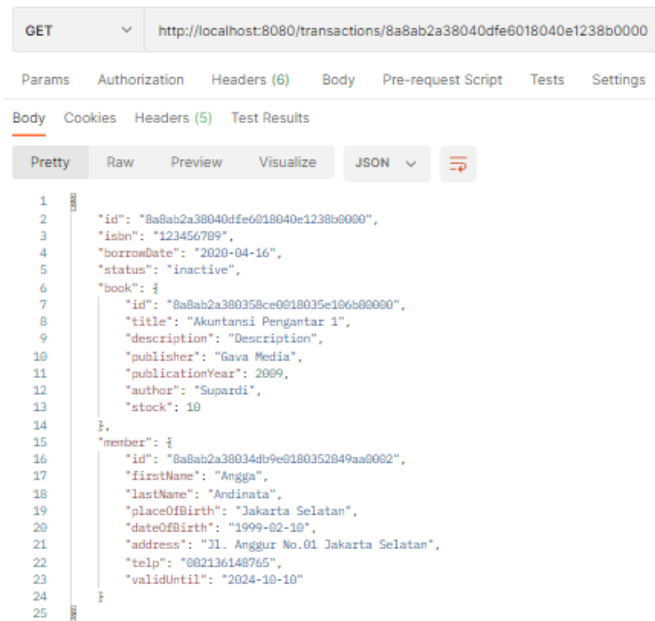 GET http://localhost:8080/transactions/8a8ab2a38040dfe6018040e1238b0000
Params Authorization Headers (6) Body Pre-request Script Tests Settings
Body Cookies Headers (5) Test Results
Pretty Raw Preview Visualize JSON
1 {
2 "id": "8a8ab2a38040dfe6018040e1238b0000",
3 "isbn": "123456789",
4 "borrowDate": "2020-04-16",
5 "status": "inactive",
6 "book": {
7 "id": "8a8ab2a380358ce0018035e106b80000",
8 "title": "Akuntansi Pengantar 1",
9 "description": "Description",
10 "publisher": "Gava Media",
11 "publicationYear": 2009,
12 "author": "Supardi",
13 "stock": 10
14 },
15 "member": {
16 "id": "8a8ab2a38034db9e0180352849aa0002",
17 "firstName": "Angga",
18 "lastName": "Andinata",
19 "placeOfBirth": "Jakarta Selatan",
20 "dateOfBirth": "1999-02-10",
21 "address": "Jl. Anggur No.01 Jakarta Selatan",
22 "telp": "082136148765",
23 "validUntil": "2024-10-10"
24 }
25 }